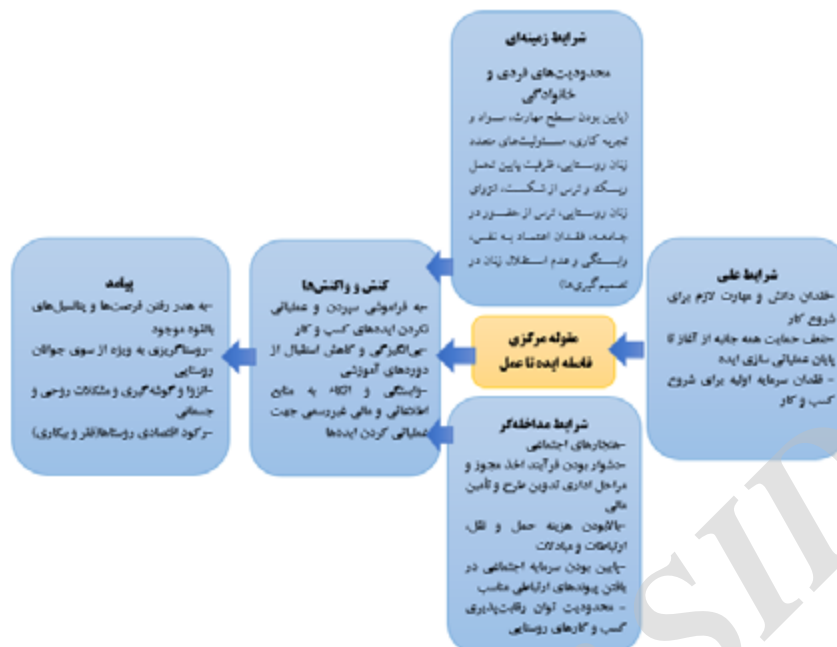 شرایط زمینه‌ای
محدودیت‌های فردی و
خانوادگی
(پایین بودن سطح مهارت، سواد و
تجربه کاری، مسئولیت‌های متعدد
زنان روستایی، ظرفیت پایین تحمل
ریسک و ترس از شکست، انزوای
زنان روستایی، ترس از حضور در
جامعه، فقدان اعتماد به نفس،
وابستگی و عدم استقلال زنان در
تصمیم‌گیری‌ها)
شرایط علی
-فقدان دانش و مهارت لازم برای
شروع کار
-ضعف حمایت همه جانبه از آغاز تا
پایان عملیاتی سازی ایده
- فقدان سرمایه اولیه برای شروع
کسب و کار
مقوله مرکزی
فاصله ایده تا عمل
شرایط مداخله‌گر
-هنجارهای اجتماعی
-دشوار بودن فرآیند اخذ مجوز و
مراحل اداری تدوین طرح و تأمین
مالی
-بالابودن هزینه حمل و نقل،
ارتباطات و مبادلات
-پایین بودن سرمایه اجتماعی در
یافتن پیوندهای ارتباطی مناسب
- محدودیت توان رقابت‌پذیری
کسب و کارهای روستایی
کنش و واکنش‌ها
-به فراموشی سپردن و عملیاتی
نکردن ایده‌های کسب و کار
-بی‌انگیزگی و کاهش استقبال از
دوره‌های آموزشی
-وابستگی و اتکاء به منابع
اطلاعاتی و مالی غیررسمی جهت
عملیاتی کردن ایده‌ها
پیامد
-به هدر رفتن فرصت‌ها و پتانسیل‌های
بالقوه موجود
-روستاگریزی به ویژه از سوی جوانان
روستایی
-انزوا و گوشه‌گیری و مشکلات روحی و
جسمانی
-رکود اقتصادی روستاها(فقر و بیکاری)
SID